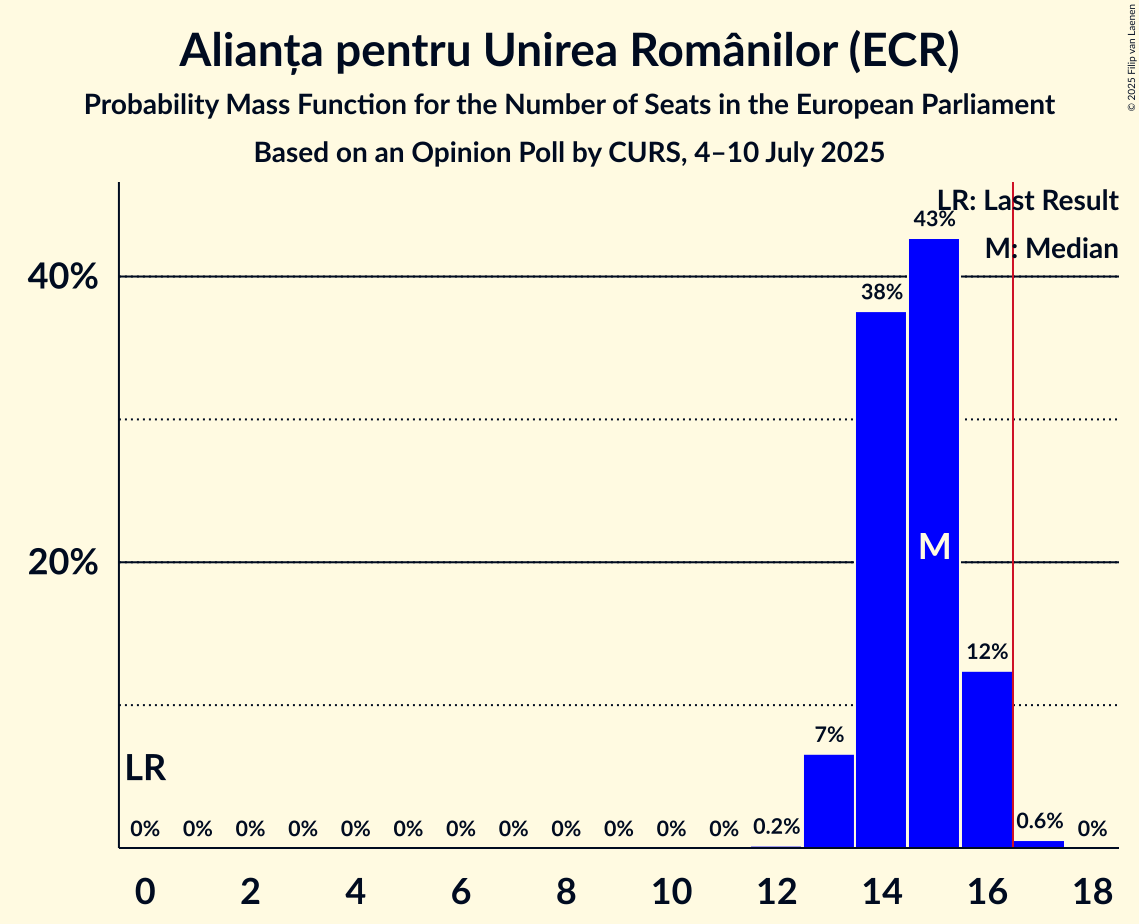 Alianța pentru Unirea Românilor (ECR)
Probability Mass Function for the Number of Seats in the European Parliament
Based on an Opinion Poll by CURS, 4–10 July 2025
© 2025 Filip van Laenen
LR: Last Result
M: Median
40%
20%
43%
38%
M
12%
7%
LR
0% 0% 0% 0% 0% 0% 0% 0% 0% 0% 0% 0% 0.2% 0.6% 0%
0 2 4 6 8 10 12 14 16 18